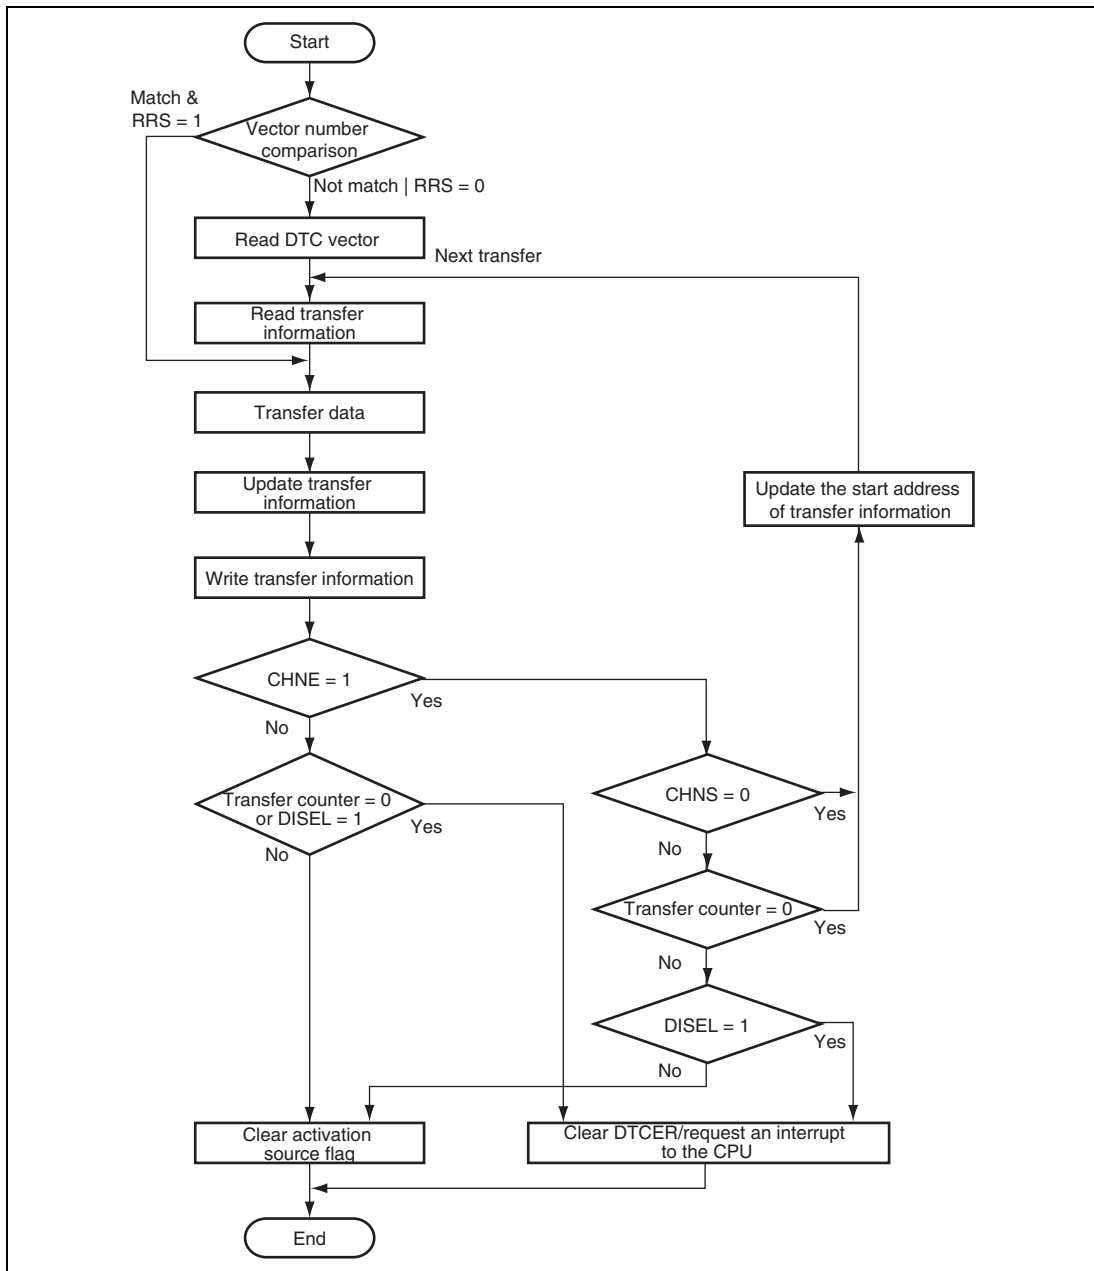 Start
Match &
RRS = 1
Vector number
comparison
Not match | RRS = 0
Read DTC vector
Next transfer
Read transfer
information
Transfer data
Update transfer
information
Update the start address
of transfer information
Write transfer information
CHNE = 1
Yes
No
CHNS = 0
Yes
No
Transfer counter = 0
or DISEL = 1
Yes
No
Transfer counter = 0
Yes
No
DISEL = 1
Yes
No
Clear activation
source flag
Clear DTCER/request an interrupt
to the CPU
End